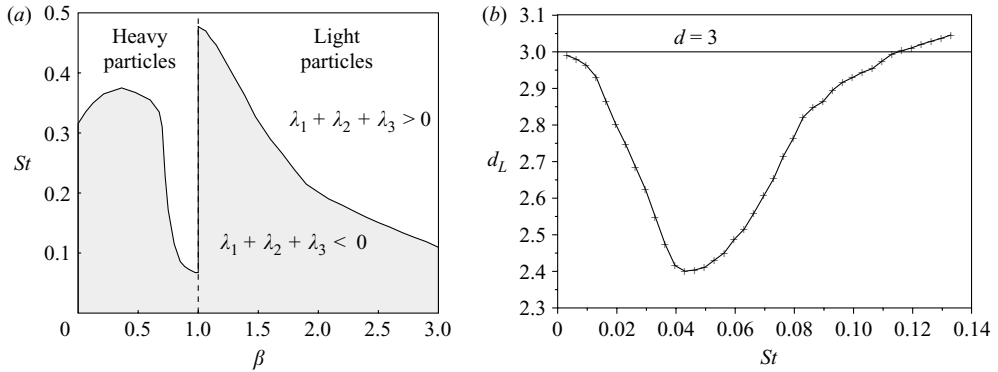 (a)
0.5
0.4
0.3
0.2
0.1
St
Heavy
particles
Light
particles
λ₁ + λ₂ + λ₃ > 0
λ₁ + λ₂ + λ₃ < 0
0 0.5 1.0 1.5 2.0 2.5 3.0
β
(b)
3.1
3.0
2.9
2.8
2.7
2.6
2.5
2.4
2.3
d_L
d = 3
0 0.02 0.04 0.06 0.08 0.10 0.12 0.14
St